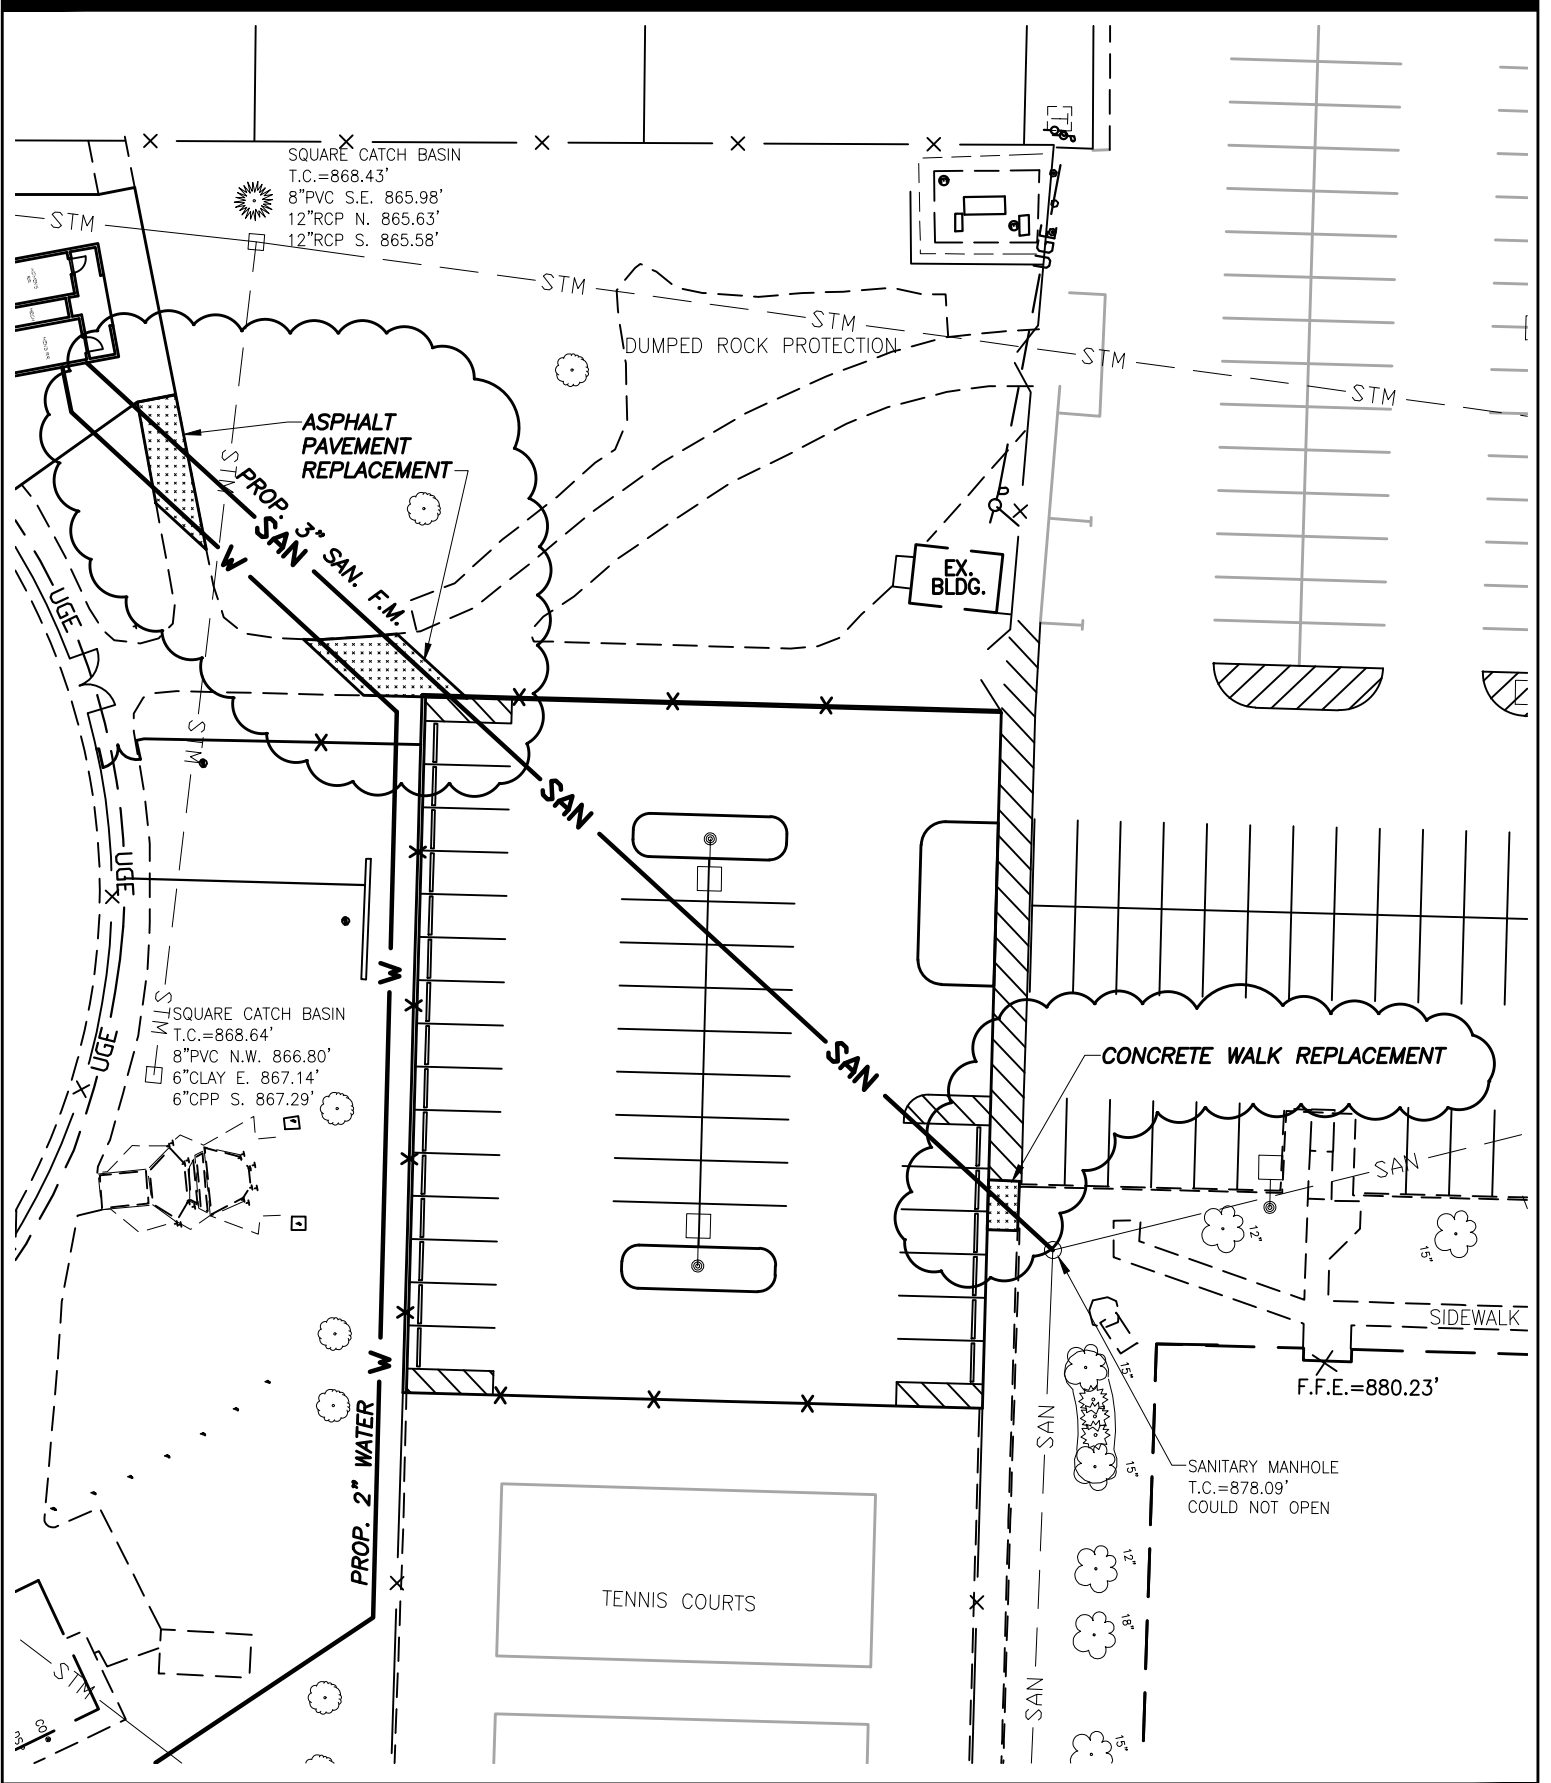 SQUARE CATCH BASIN
T.C.=868.43'
8"PVC S.E. 865.98'
12"RCP N. 865.63'
12"RCP S. 865.58'
STM
STM
STM
STM
STM
DUMPED ROCK PROTECTION
ASPHALT
PAVEMENT
REPLACEMENT
STM
PROP. 3" SAN. F.M.
SAN
W
EX.
BLDG.
UGE
STM
SAN
UGE
W
STM
SQUARE CATCH BASIN
T.C.=868.64'
8"PVC N.W. 866.80'
6"CLAY E. 867.14'
6"CPP S. 867.29'
UGE
SAN
CONCRETE WALK REPLACEMENT
SAN
12"
15"
SIDEWALK
W
15"
F.F.E.=880.23'
SAN
15"
SANITARY MANHOLE
T.C.=878.09'
COULD NOT OPEN
PROP. 2" WATER
12"
TENNIS COURTS
18"
STM
SAN
CO
15"